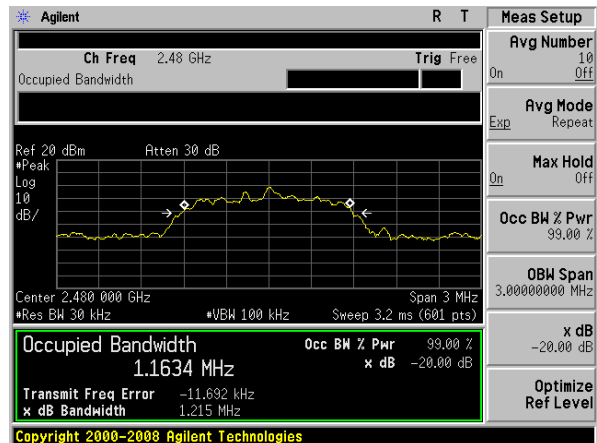 Agilent R T Meas Setup
Ch Freq 2.48 GHz Trig Free
Occupied Bandwidth
Avg Number
10
On Off
Avg Mode
Exp Repeat
Max Hold
On Off
Occ BW % Pwr
99.00 %
OBW Span
3.00000000 MHz
x dB
-20.00 dB
Optimize
Ref Level
Ref 20 dBm Atten 30 dB
#Peak
Log
10
dB/
Center 2.480 000 GHz Span 3 MHz
#Res BW 30 kHz #VBW 100 kHz Sweep 3.2 ms (601 pts)
Occupied Bandwidth Occ BW % Pwr 99.00 %
1.1634 MHz x dB -20.00 dB
Transmit Freq Error -11.692 kHz
x dB Bandwidth 1.215 MHz
Copyright 2000-2008 Agilent Technologies